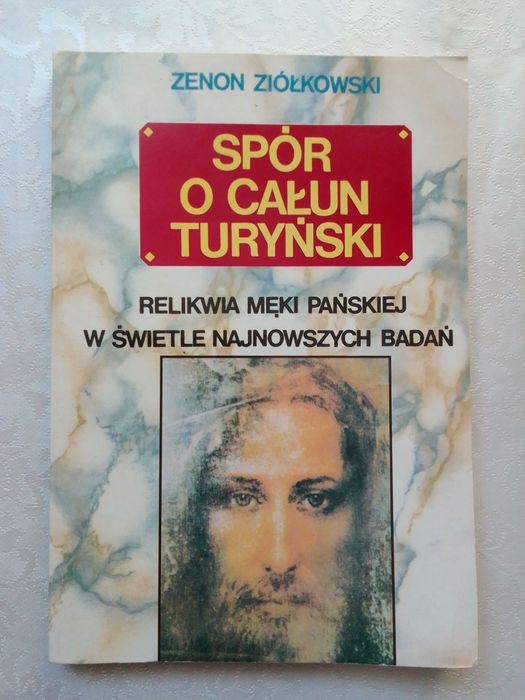 ZENON ZIÓŁKOWSKI
SPÓR
O CAŁUN
TURYŃSKI
RELIKWIA MĘKI PAŃSKIEJ
W ŚWIETLE NAJNOWSZYCH BADAŃ